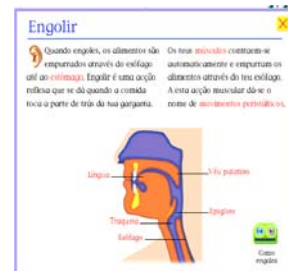 Engolir
Quando engoles, os alimentos são
empurrados através do esófago
até ao estômago. Engolir é uma acção
reflexa que se dá quando a comida
toca a parte de trás da tua garganta.
Os teus músculos contraem-se
automaticamente e empurram os
alimentos através do teu esófago.
A esta acção muscular dá-se o
nome de movimentos peristálticos.
Língua
Véu palatino
Epiglote
Traqueia
Esófago
Como
engoles